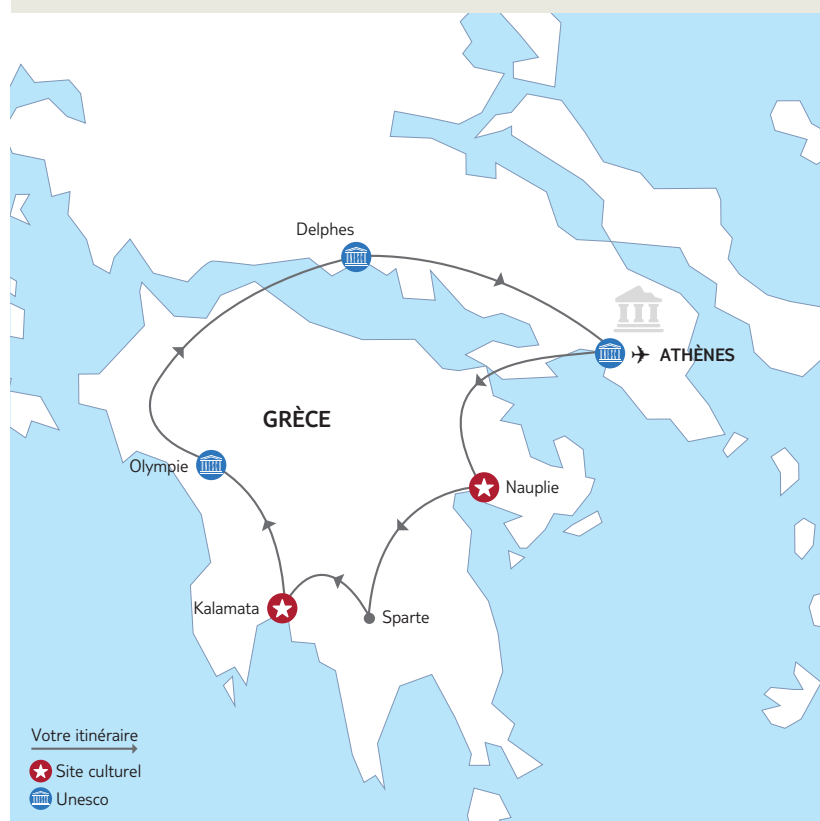 Delphes
ATHÈNES
GRÈCE
Olympie
Nauplie
Kalamata
Sparte
Votre itinéraire
Site culturel
Unesco